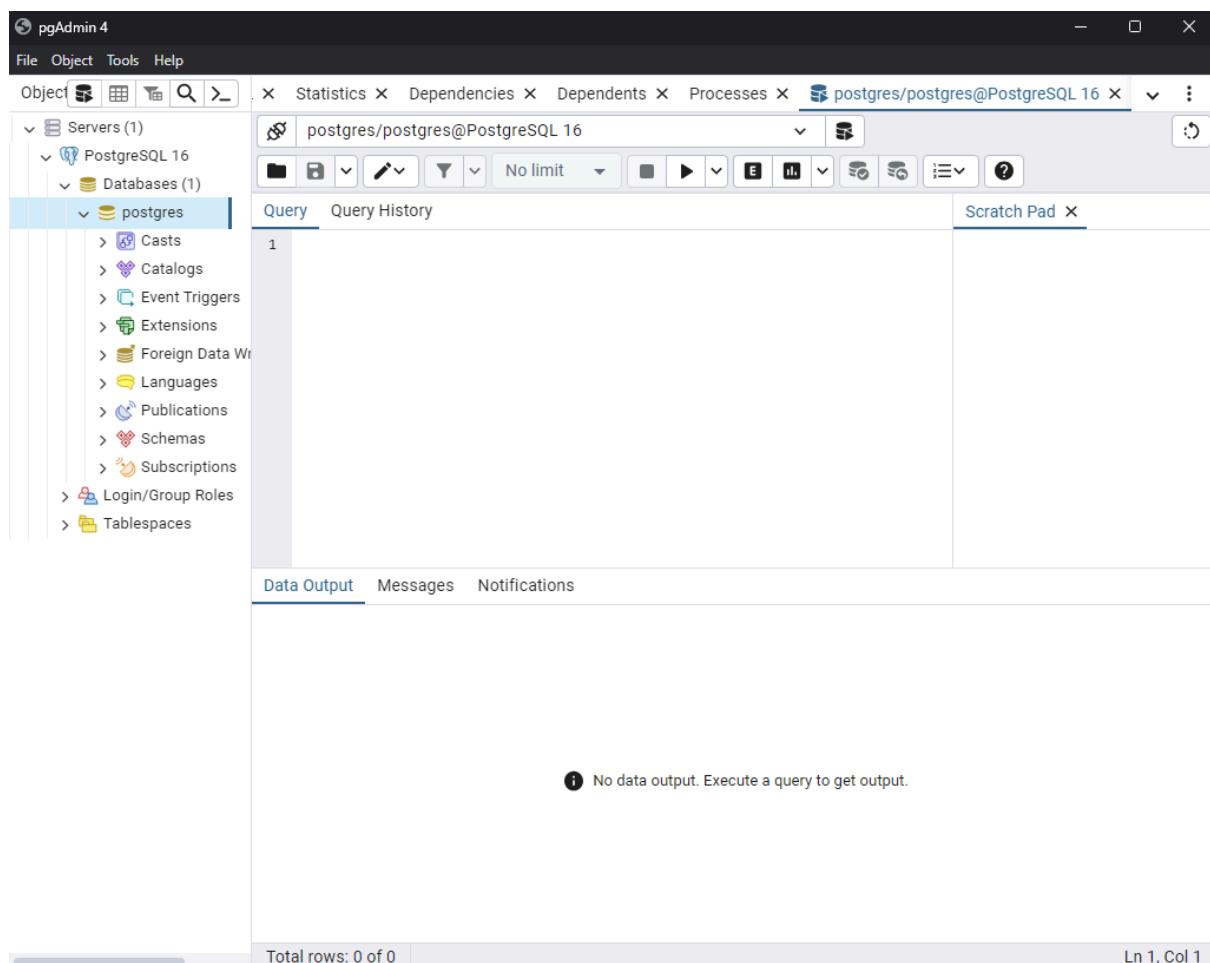 pgAdmin 4
File Object Tools Help
Object
Statistics Dependencies Dependents Processes postgres/postgres@PostgreSQL 16
Servers (1)
PostgreSQL 16
Databases (1)
postgres
Casts
Catalogs
Event Triggers
Extensions
Foreign Data Wr
Languages
Publications
Schemas
Subscriptions
Login/Group Roles
Tablespaces
postgres/postgres@PostgreSQL 16
No limit
E
Query Query History
Scratch Pad
1
Data Output Messages Notifications
No data output. Execute a query to get output.
Total rows: 0 of 0
Ln 1, Col 1